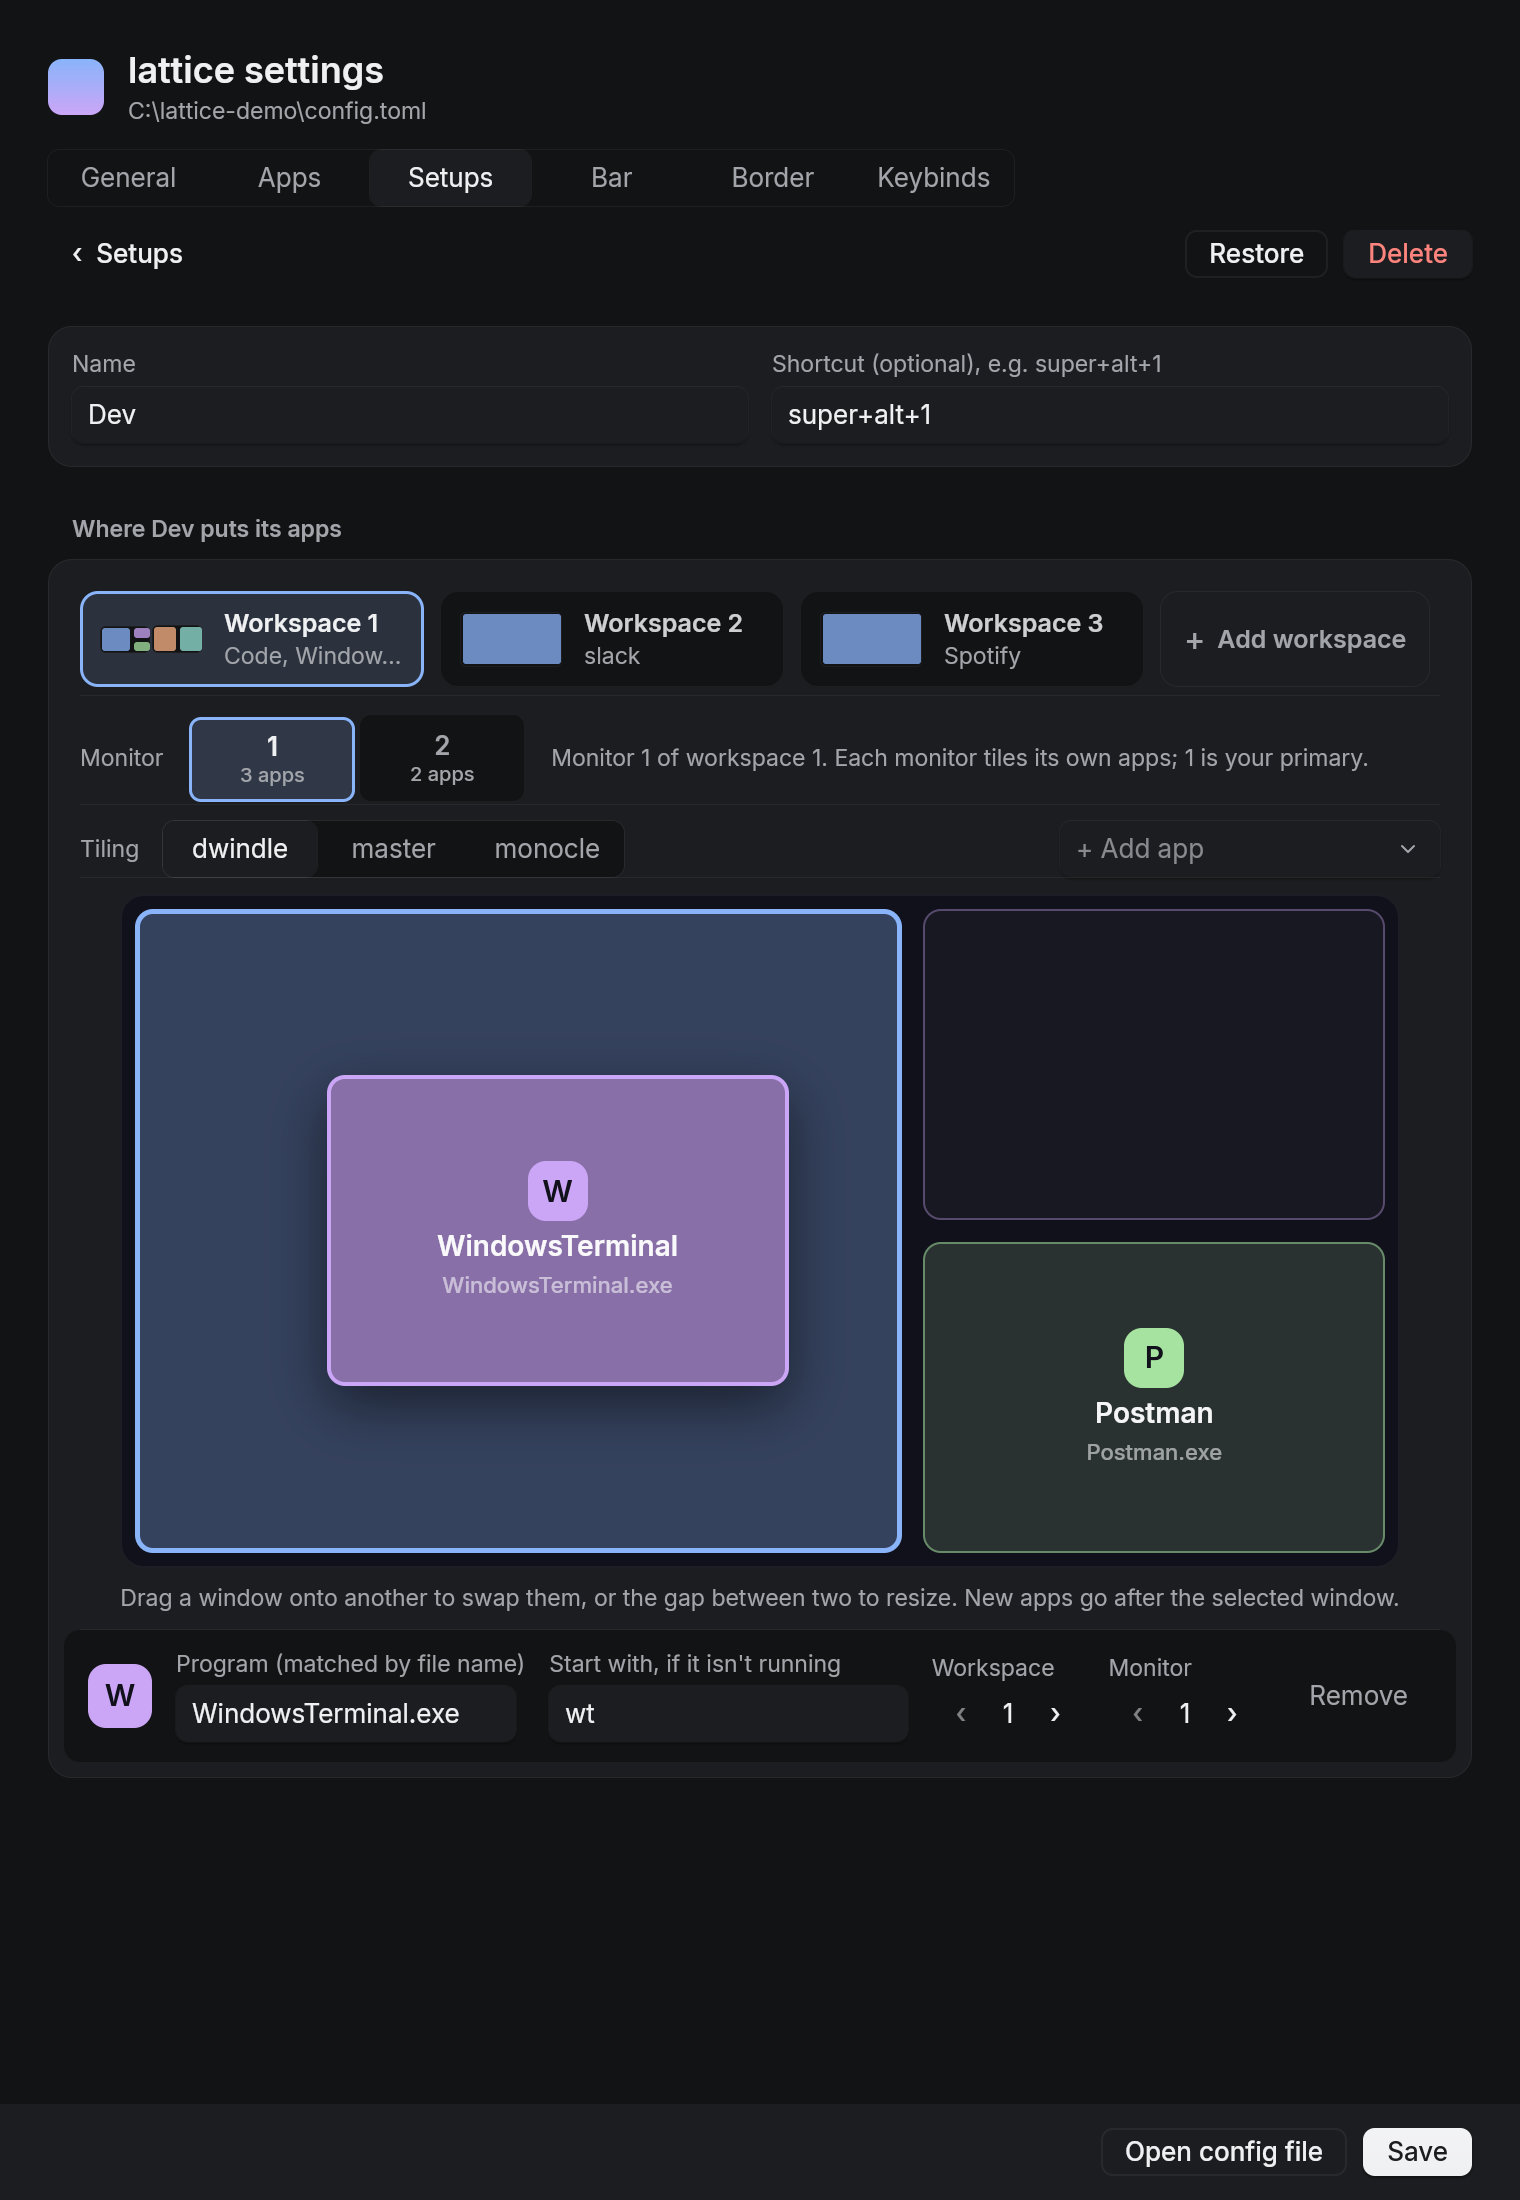 lattice settings
C:\lattice-demo\config.toml
General Apps Setups Bar Border Keybinds
‹ Setups
Restore Delete
Name
Dev
Shortcut (optional), e.g. super+alt+1
super+alt+1
Where Dev puts its apps
Workspace 1
Code, Window...
Workspace 2
slack
Workspace 3
Spotify
+ Add workspace
Monitor
1
3 apps
2
2 apps
Monitor 1 of workspace 1. Each monitor tiles its own apps; 1 is your primary.
Tiling dwindle master monocle
+ Add app
W
WindowsTerminal
WindowsTerminal.exe
P
Postman
Postman.exe
Drag a window onto another to swap them, or the gap between two to resize. New apps go after the selected window.
W
Program (matched by file name)
WindowsTerminal.exe
Start with, if it isn't running
wt
Workspace
‹ 1 ›
Monitor
‹ 1 ›
Remove
Open config file Save